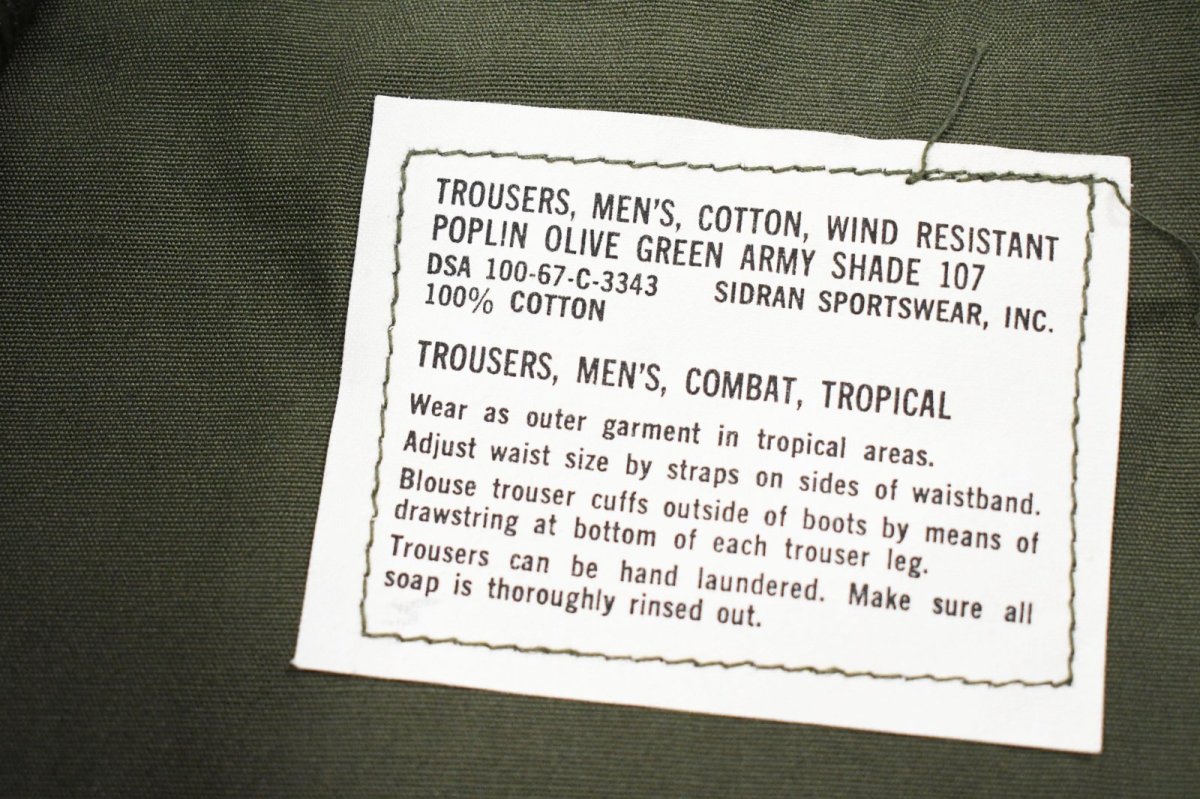 TROUSERS, MEN'S, COTTON, WIND RESISTANT
POPLIN OLIVE GREEN ARMY SHADE 107
DSA 100-67-C-3343 SIDRAN SPORTSWEAR, INC.
100% COTTON
TROUSERS, MEN'S, COMBAT, TROPICAL
Wear as outer garment in tropical areas.
Adjust waist size by straps on sides of waistband.
Blouse trouser cuffs outside of boots by means of
drawstring at bottom of each trouser leg.
Trousers can be hand laundered. Make sure all
soap is thoroughly rinsed out.